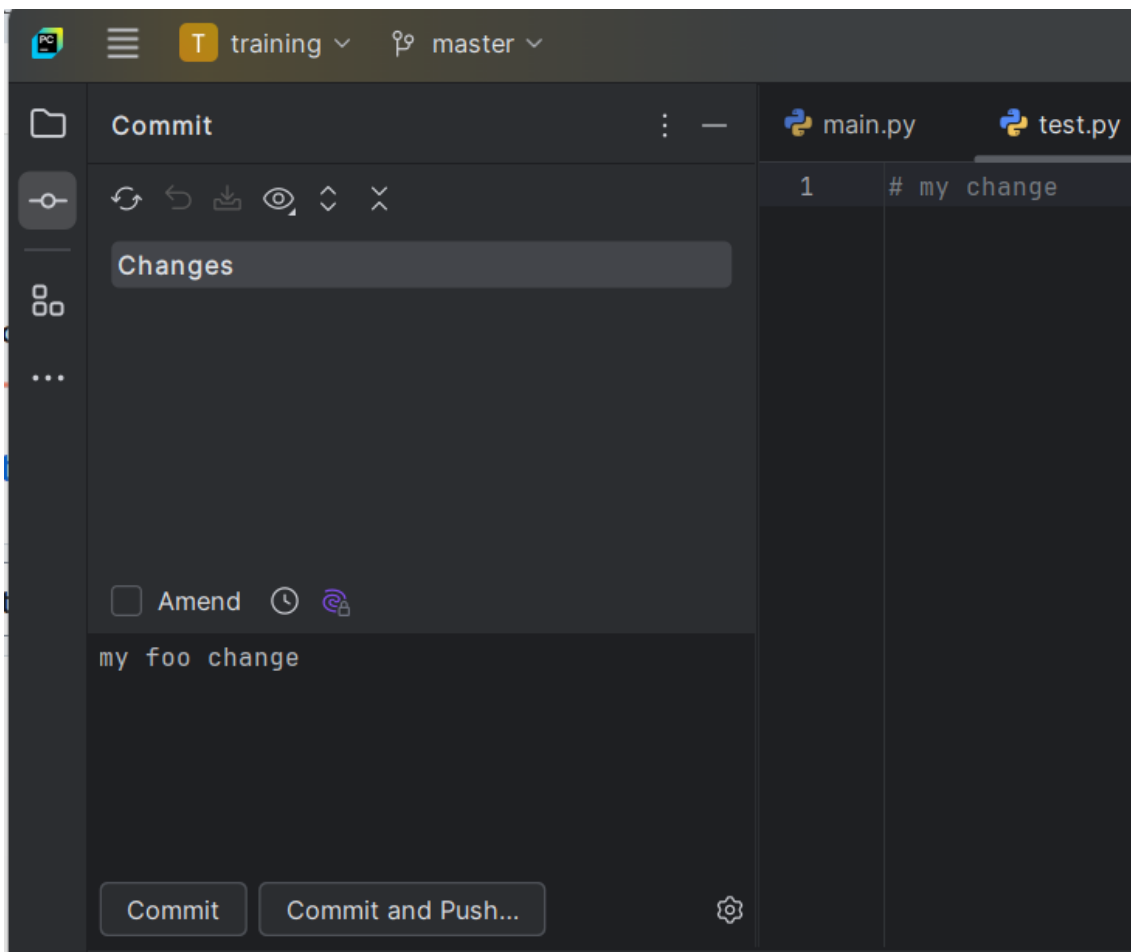 PC
T training master
Commit
main.py test.py
1 # my change
Changes
Amend
my foo change
Commit Commit and Push...